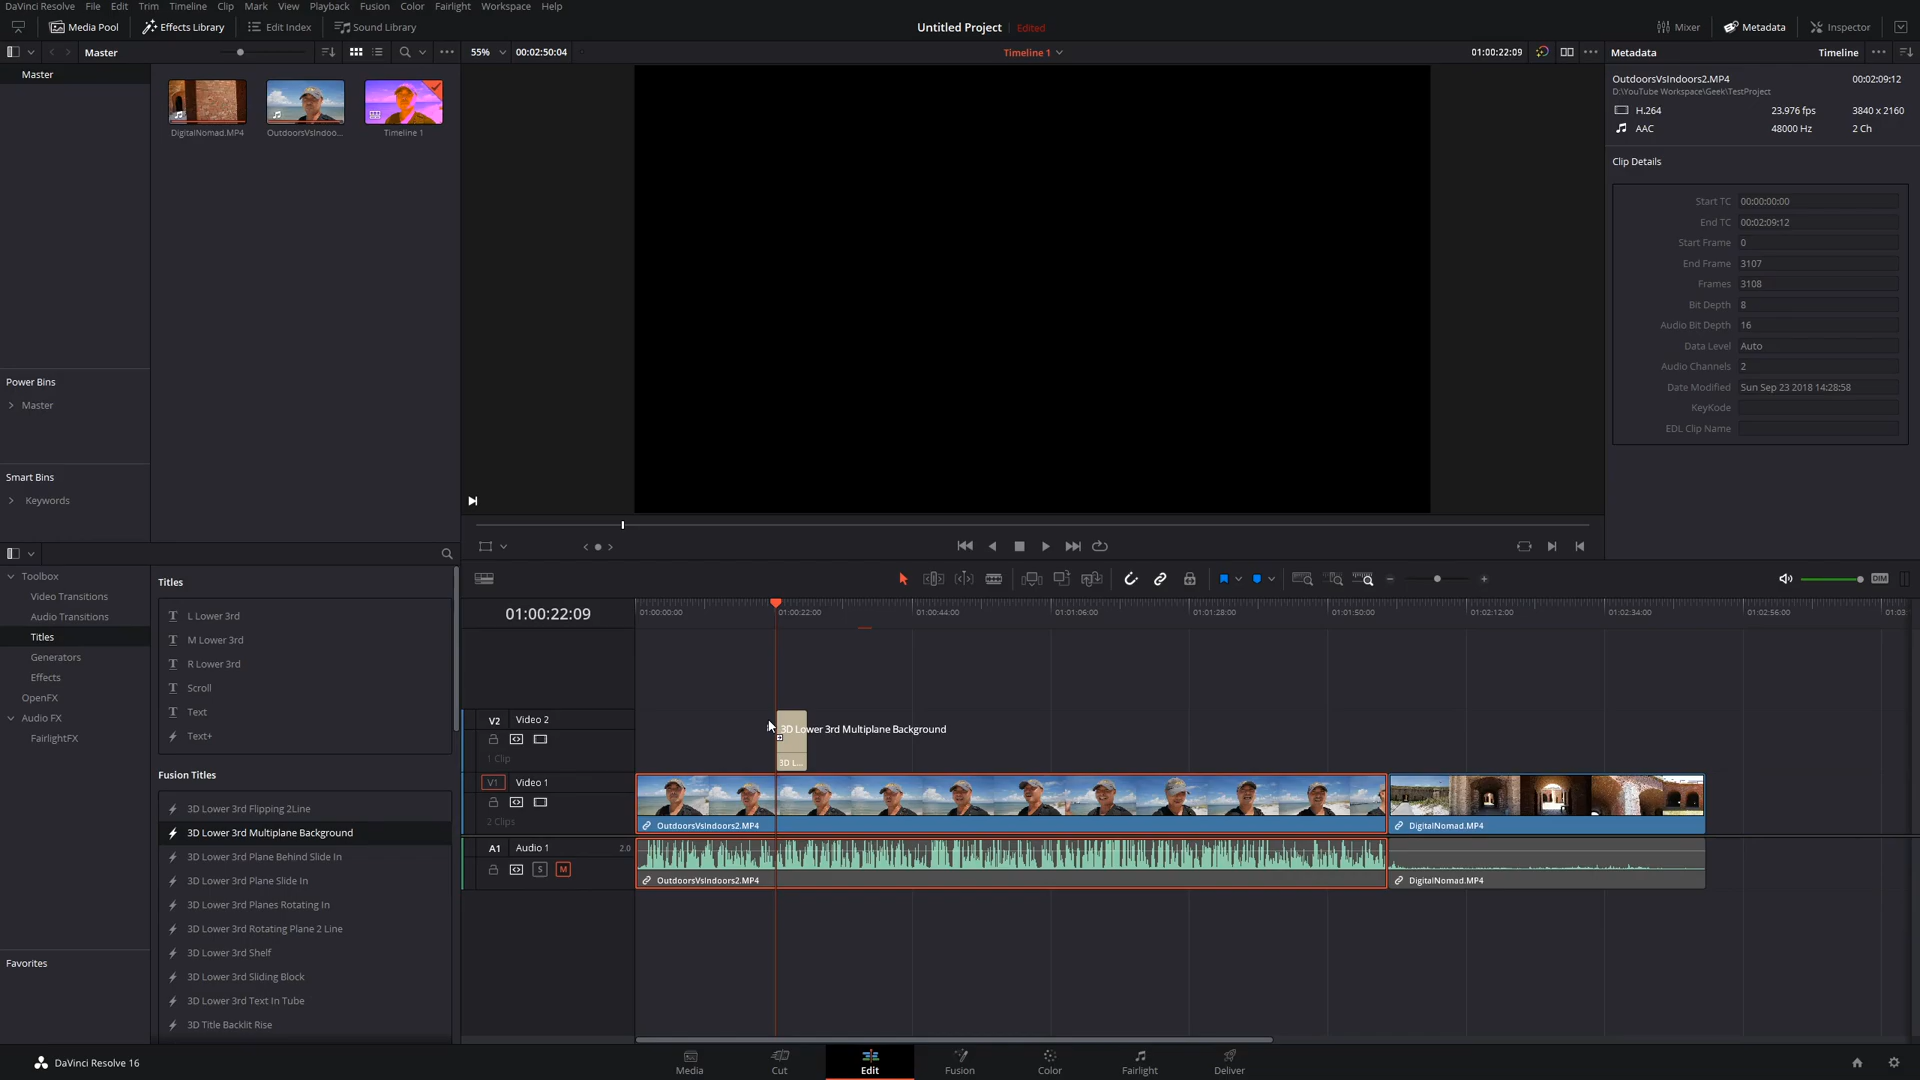 DaVinci Resolve File Edit Trim Timeline Clip Mark View Playback Fusion Color Fairlight Workspace Help
Media Pool Effects Library Edit Index Sound Library Untitled Project Edited Mixer Metadata Inspector
Master 55% 00:02:50:04 Timeline 1 01:00:22:09 Metadata Timeline
Master
DigitalNomad.MP4 OutdoorsVsIndoo... Timeline 1
OutdoorsVsIndoors2.MP4 00:02:09:12
D:\YouTube Workspace\Geek\TestProject
H.264 23.976 fps 3840 x 2160
AAC 48000 Hz 2 Ch
Clip Details
Start TC 00:00:00:00
End TC 00:02:09:12
Start Frame 0
End Frame 3107
Frames 3108
Bit Depth 8
Audio Bit Depth 16
Data Level Auto
Audio Channels 2
Date Modified Sun Sep 23 2018 14:28:58
KeyKode
EDL Clip Name
Power Bins
Master
Smart Bins
Keywords
Toolbox
Video Transitions
Audio Transitions
Titles
Generators
Effects
OpenFX
Audio FX
FairlightFX
Favorites
Titles
L Lower 3rd
M Lower 3rd
R Lower 3rd
Scroll
Text
Text+
Fusion Titles
3D Lower 3rd Flipping 2Line
3D Lower 3rd Multiplane Background
3D Lower 3rd Plane Behind Slide In
3D Lower 3rd Plane Slide In
3D Lower 3rd Planes Rotating In
3D Lower 3rd Rotating Plane 2 Line
3D Lower 3rd Shelf
3D Lower 3rd Sliding Block
3D Lower 3rd Text In Tube
3D Title Backlit Rise
DIM
01:00:22:09 01:00:00:00 01:00:22:00 01:00:44:00 01:01:06:00 01:01:28:00 01:01:50:00 01:02:12:00 01:02:34:00 01:02:56:00 01:03:
V2 Video 2
3D Lower 3rd Multiplane Background
1 Clip
3D L...
V1 Video 1
2 Clips
OutdoorsVsIndoors2.MP4 DigitalNomad.MP4
A1 Audio 1 2.0
S M
OutdoorsVsIndoors2.MP4 DigitalNomad.MP4
DaVinci Resolve 16 Media Cut Edit Fusion Color Fairlight Deliver